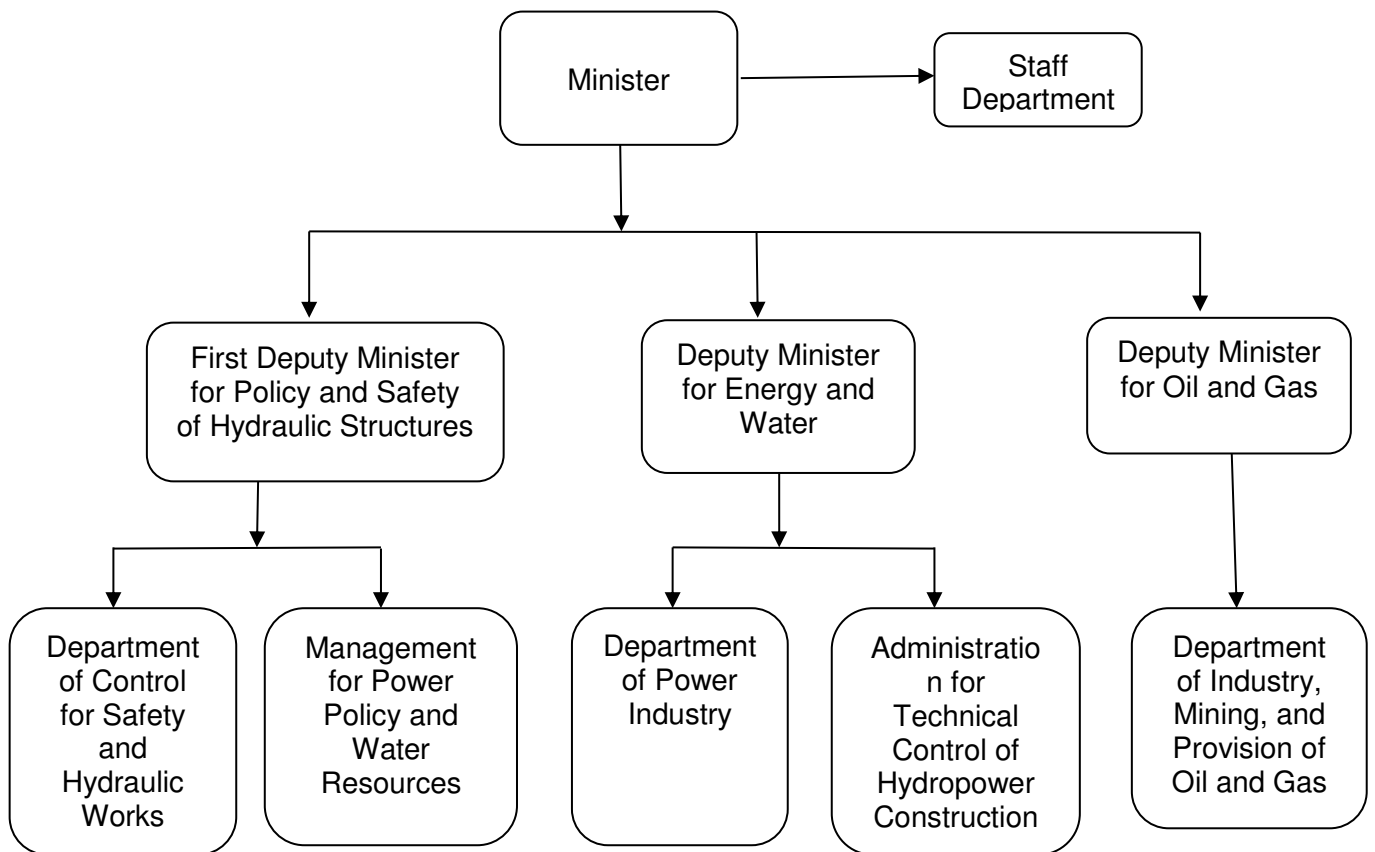 Minister
Staff
Department
First Deputy Minister
for Policy and Safety
of Hydraulic Structures
Deputy Minister
for Energy and
Water
Deputy Minister
for Oil and Gas
Department
of Control
for Safety
and
Hydraulic
Works
Management
for Power
Policy and
Water
Resources
Department
of Power
Industry
Administratio
n for
Technical
Control of
Hydropower
Construction
Department
of Industry,
Mining, and
Provision of
Oil and Gas